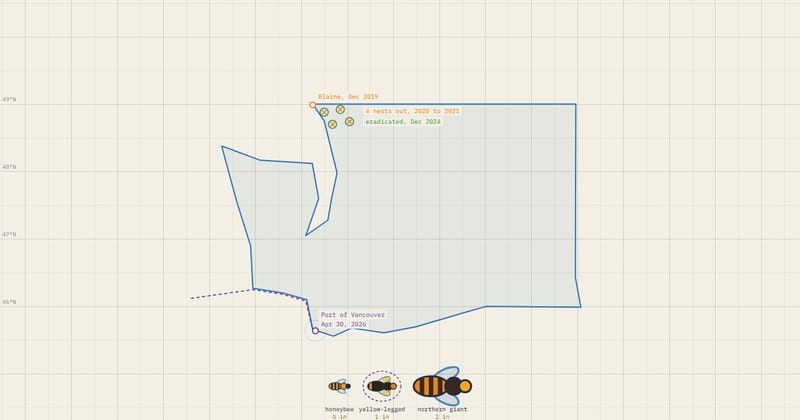 Blaine, Dec 2019
49°N
4 nests out, 2020 to 2021
eradicated, Dec 2024
48°N
47°N
46°N
Port of Vancouver
Apr 30, 2026
honeybee yellow-legged northern giant
½ in 1 in 2 in